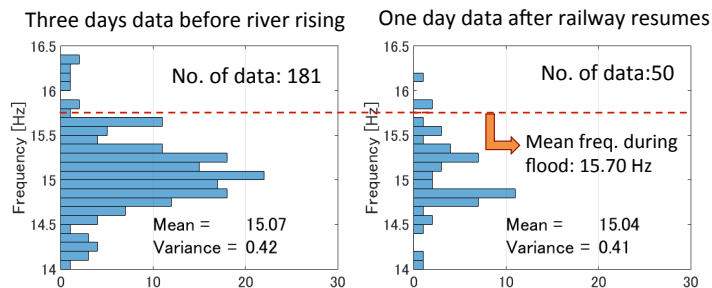 Three days data before river rising
One day data after railway resumes
16.5
16
15.5
15
14.5
14
Frequency [Hz]
No. of data: 181
Mean = 15.07
Variance = 0.42
0 10 20 30
16.5
16
15.5
15
14.5
14
Frequency [Hz]
No. of data:50
Mean freq. during
flood: 15.70 Hz
Mean = 15.04
Variance = 0.41
0 10 20 30